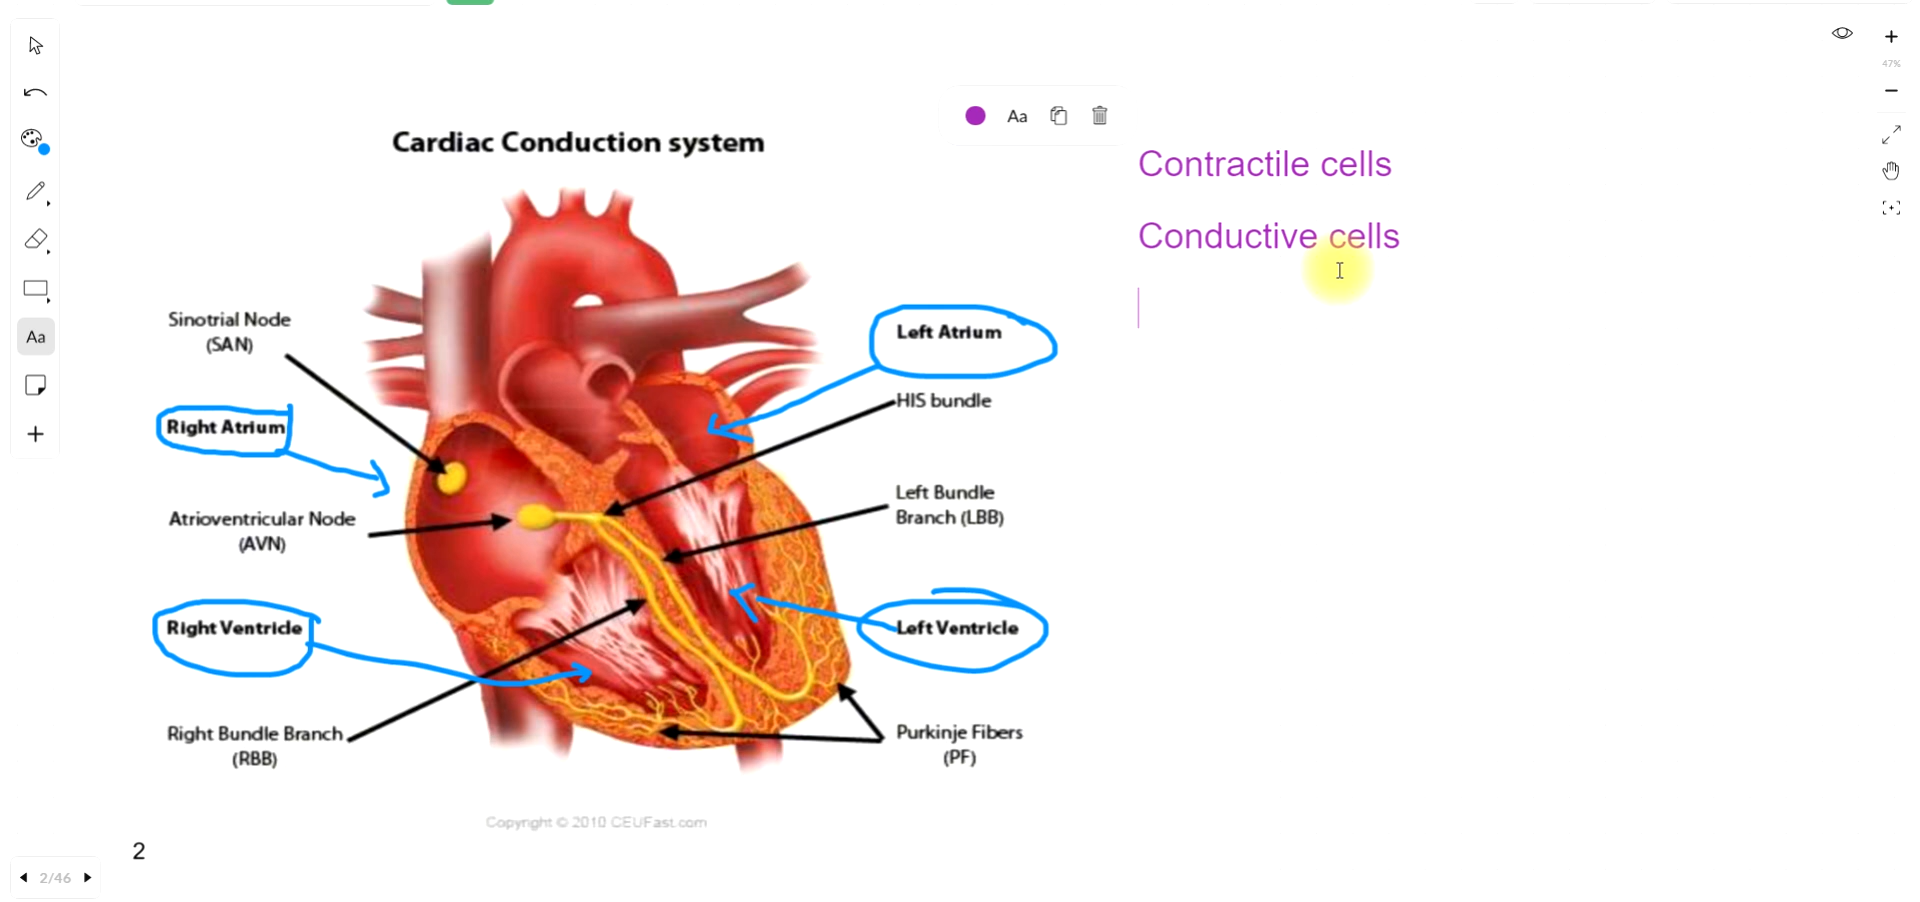 47%
Aa
Cardiac Conduction system
Contractile cells
Conductive cells
Sinotrial Node
(SAN)
Left Atrium
Aa
HIS bundle
Right Atrium
Left Bundle
Branch (LBB)
Atrioventricular Node
(AVN)
Right Ventricle
Left Ventricle
Right Bundle Branch
(RBB)
Purkinje Fibers
(PF)
Copyright © 2010 CEUFast.com
2
2/46